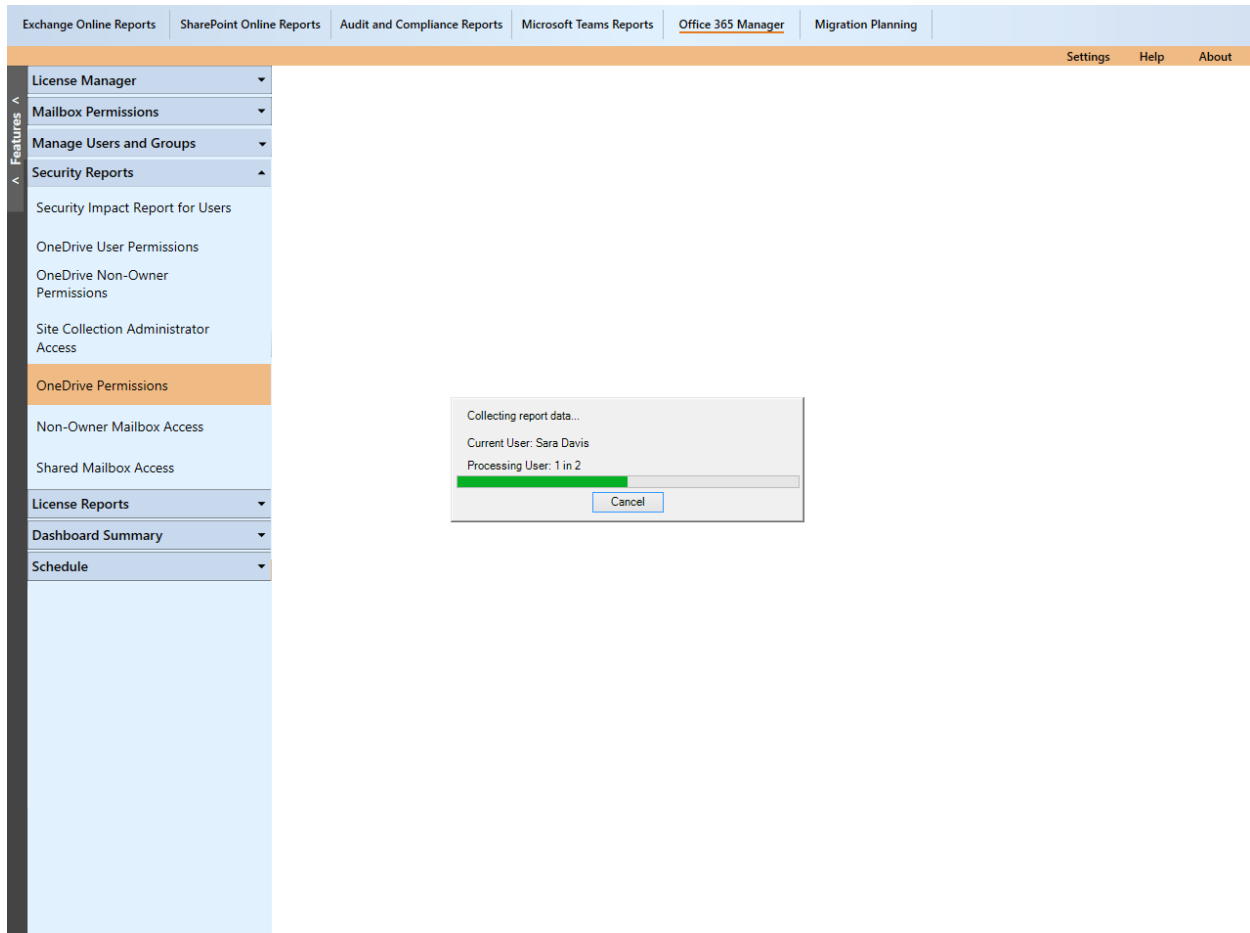 Exchange Online Reports SharePoint Online Reports Audit and Compliance Reports Microsoft Teams Reports Office 365 Manager Migration Planning
Settings Help About
< Features <
License Manager
Mailbox Permissions
Manage Users and Groups
Security Reports
Security Impact Report for Users
OneDrive User Permissions
OneDrive Non-Owner
Permissions
Site Collection Administrator
Access
OneDrive Permissions
Non-Owner Mailbox Access
Shared Mailbox Access
License Reports
Dashboard Summary
Schedule
Collecting report data...
Current User: Sara Davis
Processing User: 1 in 2
Cancel